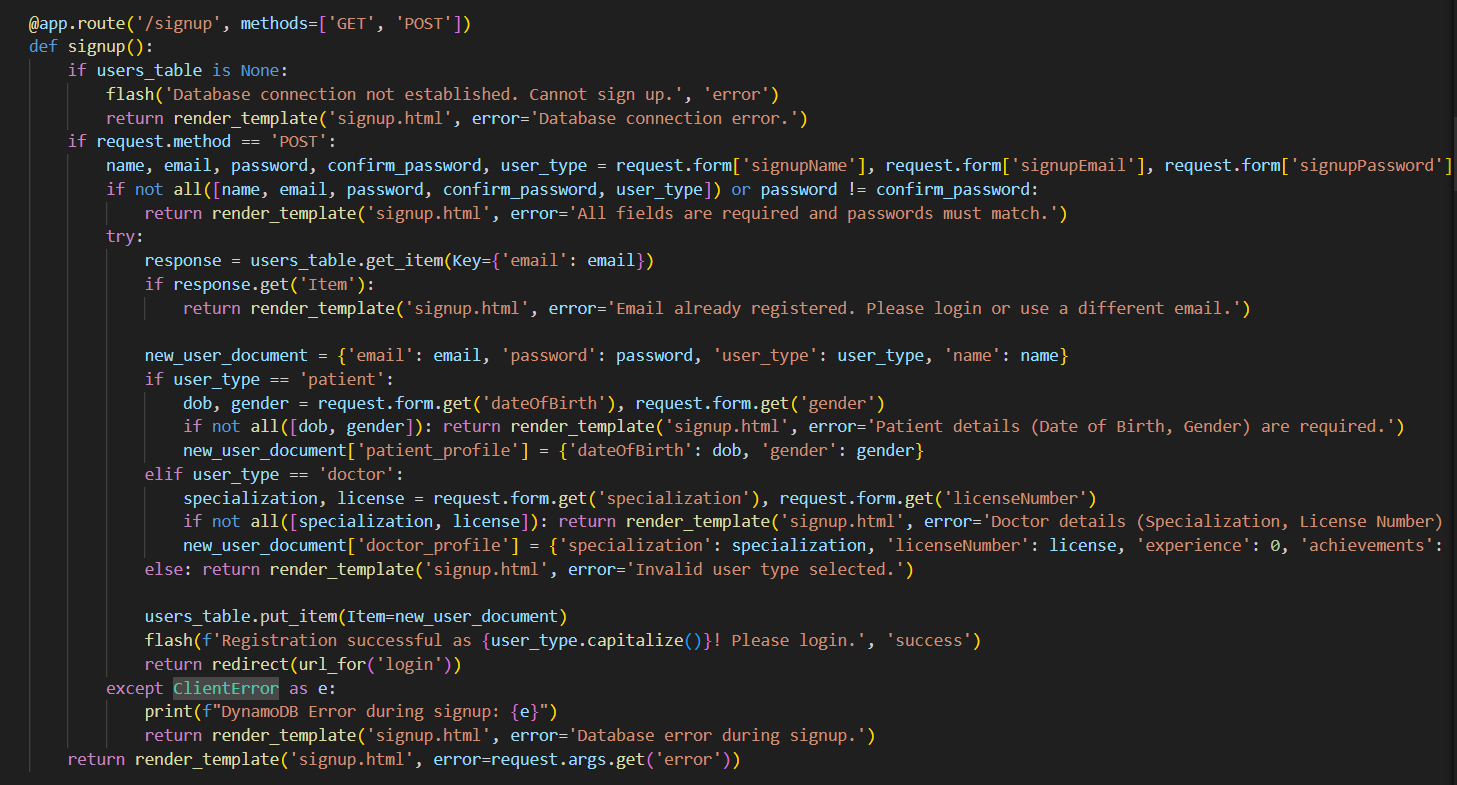 @app.route('/signup', methods=['GET', 'POST'])
def signup():
    if users_table is None:
        flash('Database connection not established. Cannot sign up.', 'error')
        return render_template('signup.html', error='Database connection error.')
    if request.method == 'POST':
        name, email, password, confirm_password, user_type = request.form['signupName'], request.form['signupEmail'], request.form['signupPassword']
        if not all([name, email, password, confirm_password, user_type]) or password != confirm_password:
            return render_template('signup.html', error='All fields are required and passwords must match.')
        try:
            response = users_table.get_item(Key={'email': email})
            if response.get('Item'):
                return render_template('signup.html', error='Email already registered. Please login or use a different email.')

            new_user_document = {'email': email, 'password': password, 'user_type': user_type, 'name': name}
            if user_type == 'patient':
                dob, gender = request.form.get('dateOfBirth'), request.form.get('gender')
                if not all([dob, gender]): return render_template('signup.html', error='Patient details (Date of Birth, Gender) are required.')
                new_user_document['patient_profile'] = {'dateOfBirth': dob, 'gender': gender}
            elif user_type == 'doctor':
                specialization, license = request.form.get('specialization'), request.form.get('licenseNumber')
                if not all([specialization, license]): return render_template('signup.html', error='Doctor details (Specialization, License Number)
                new_user_document['doctor_profile'] = {'specialization': specialization, 'licenseNumber': license, 'experience': 0, 'achievements':
            else: return render_template('signup.html', error='Invalid user type selected.')

            users_table.put_item(Item=new_user_document)
            flash(f'Registration successful as {user_type.capitalize()}! Please login.', 'success')
            return redirect(url_for('login'))
        except ClientError as e:
            print(f"DynamoDB Error during signup: {e}")
            return render_template('signup.html', error='Database error during signup.')
    return render_template('signup.html', error=request.args.get('error'))